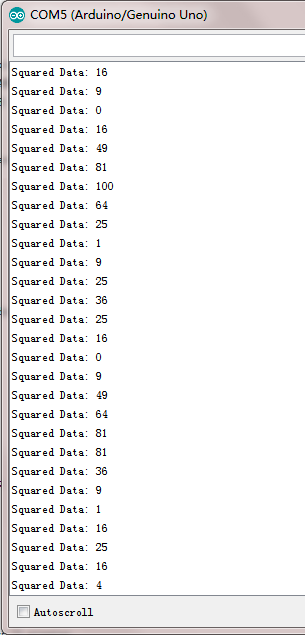 COM5 (Arduino/Genuino Uno)
Squared Data: 16
Squared Data: 9
Squared Data: 0
Squared Data: 16
Squared Data: 49
Squared Data: 81
Squared Data: 100
Squared Data: 64
Squared Data: 25
Squared Data: 1
Squared Data: 9
Squared Data: 25
Squared Data: 36
Squared Data: 25
Squared Data: 16
Squared Data: 0
Squared Data: 9
Squared Data: 49
Squared Data: 64
Squared Data: 81
Squared Data: 81
Squared Data: 36
Squared Data: 9
Squared Data: 1
Squared Data: 16
Squared Data: 25
Squared Data: 16
Squared Data: 4
Autoscroll